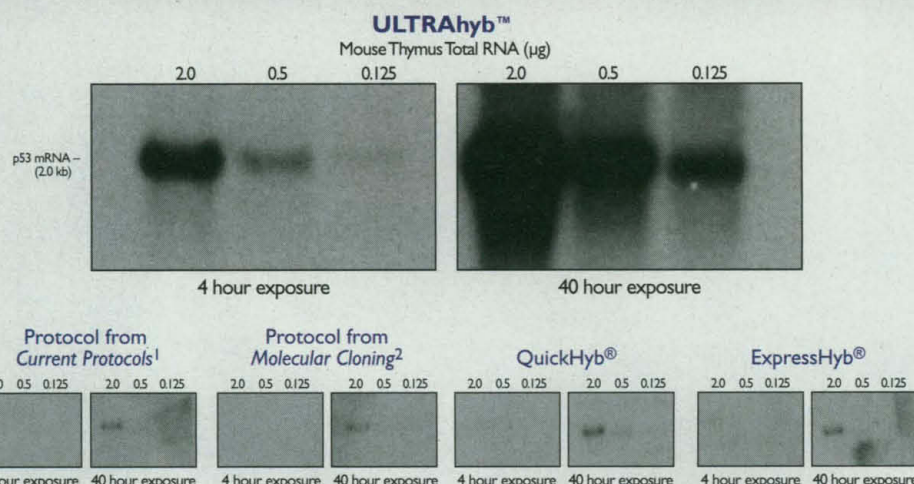 ULTRAhyb™
Mouse Thymus Total RNA (µg)
2.0 0.5 0.125 2.0 0.5 0.125
p53 mRNA –
(2.0 kb)
4 hour exposure 40 hour exposure
Protocol from
Current Protocols¹
Protocol from
Molecular Cloning²
QuickHyb®
ExpressHyb®
0.5 0.125 2.0 0.5 0.125 2.0 0.5 0.125 2.0 0.5 0.125 2.0 0.5 0.125 2.0 0.5 0.125 2.0 0.5 0.125 2.0 0.5 0.125
exposure 40 hour exposure 4 hour exposure 40 hour exposure 4 hour exposure 40 hour exposure 4 hour exposure 40 hour exposure